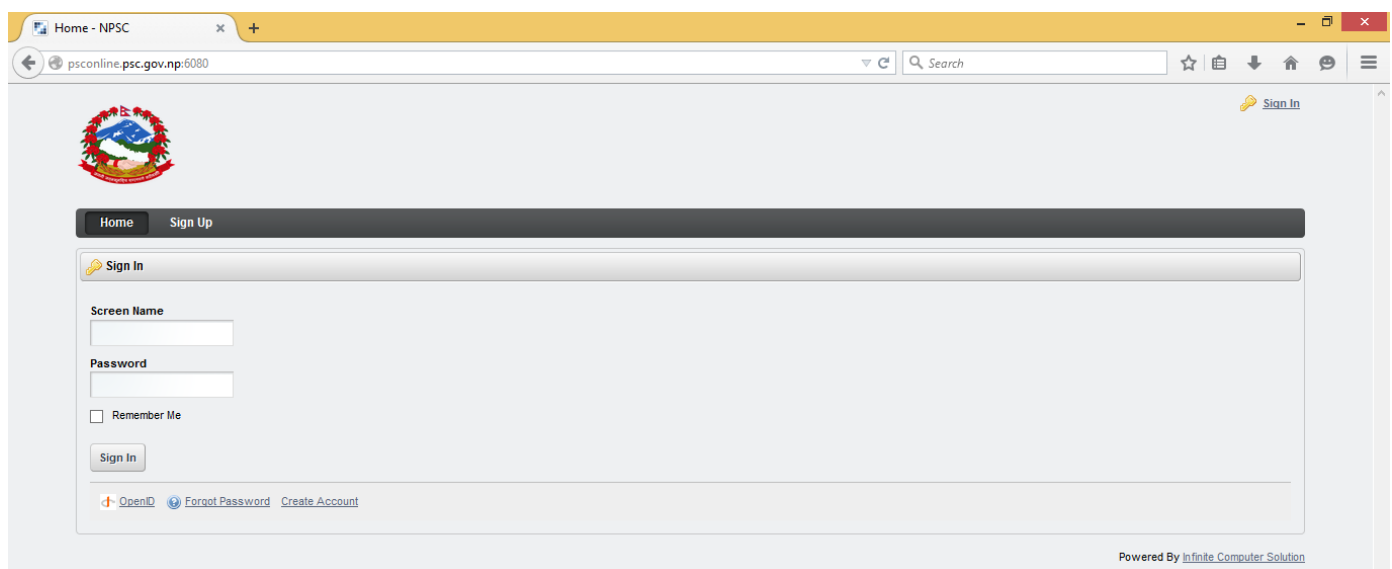 Home - NPSC
psconline.psc.gov.np:6080
Search
Sign In
Home Sign Up
Sign In
Screen Name
Password
Remember Me
Sign In
OpenID Forgot Password Create Account
Powered By Infinite Computer Solution